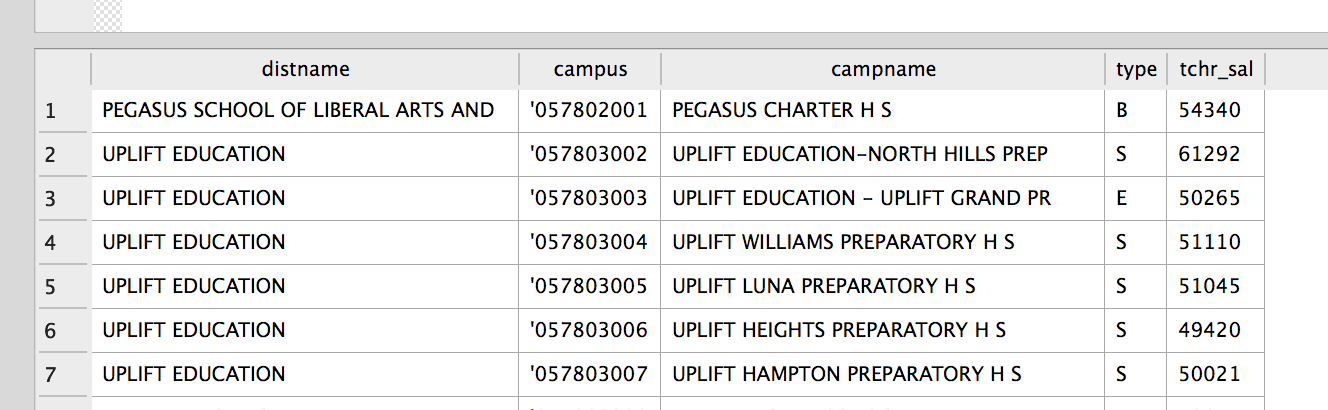 distname campus campname type tchr_sal
1 PEGASUS SCHOOL OF LIBERAL ARTS AND '057802001 PEGASUS CHARTER H S B 54340
2 UPLIFT EDUCATION '057803002 UPLIFT EDUCATION-NORTH HILLS PREP S 61292
3 UPLIFT EDUCATION '057803003 UPLIFT EDUCATION - UPLIFT GRAND PR E 50265
4 UPLIFT EDUCATION '057803004 UPLIFT WILLIAMS PREPARATORY H S S 51110
5 UPLIFT EDUCATION '057803005 UPLIFT LUNA PREPARATORY H S S 51045
6 UPLIFT EDUCATION '057803006 UPLIFT HEIGHTS PREPARATORY H S S 49420
7 UPLIFT EDUCATION '057803007 UPLIFT HAMPTON PREPARATORY H S S 50021